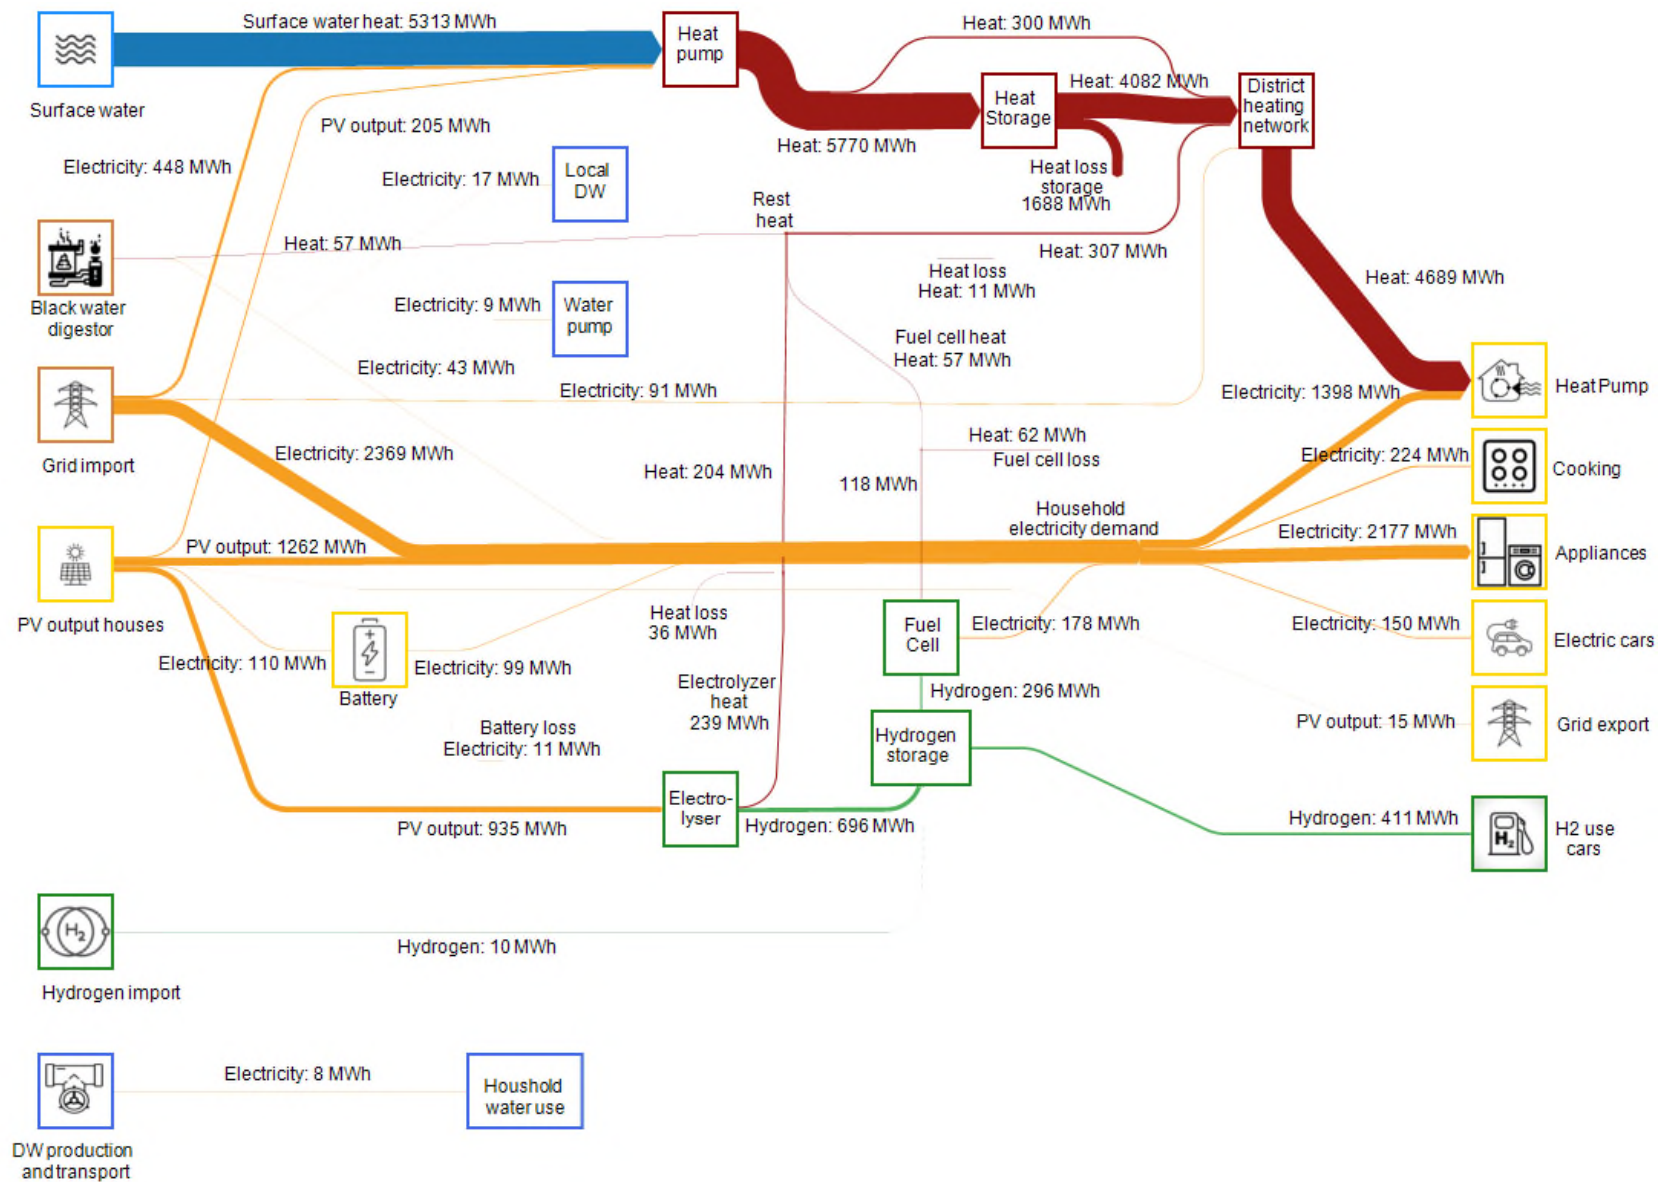 Surface water heat: 5313 MWh
Heat
pump
Heat: 300 MWh
Heat: 4082 MWh
Heat
Storage
District
heating
network
Surface water
PV output: 205 MWh
Heat: 5770 MWh
Electricity: 448 MWh
Electricity: 17 MWh
Local
DW
Heat loss
storage
1688 MWh
Rest
heat
Heat: 57 MWh
Heat: 307 MWh
Black water
digestor
Heat loss
Heat: 11 MWh
Heat: 4689 MWh
Electricity: 9 MWh
Water
pump
Fuel cell heat
Heat: 57 MWh
Electricity: 43 MWh
Electricity: 91 MWh
Electricity: 1398 MWh
Heat Pump
Grid import
Electricity: 2369 MWh
Heat: 62 MWh
Fuel cell loss
Heat: 204 MWh
118 MWh
Electricity: 224 MWh
Cooking
Household
electricity demand
Electricity: 2177 MWh
Appliances
PV output: 1262 MWh
PV output houses
Heat loss
36 MWh
Fuel
Cell
Electricity: 178 MWh
Electricity: 150 MWh
Electric cars
Electricity: 110 MWh
Electricity: 99 MWh
Battery
Electrolyzer
heat
239 MWh
Hydrogen: 296 MWh
Battery loss
Electricity: 11 MWh
Hydrogen
storage
PV output: 15 MWh
Grid export
Electro-
lyser
PV output: 935 MWh
Hydrogen: 696 MWh
Hydrogen: 411 MWh
H2
H2 use
cars
H2
Hydrogen: 10 MWh
Hydrogen import
Electricity: 8 MWh
Houshold
water use
DW production
and transport